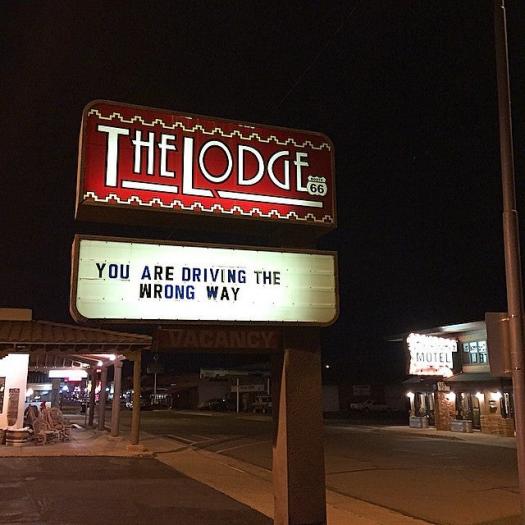 THE LODGE
ROUTE
66
YOU ARE DRIVING THE
WRONG WAY
VACANCY
MOTEL